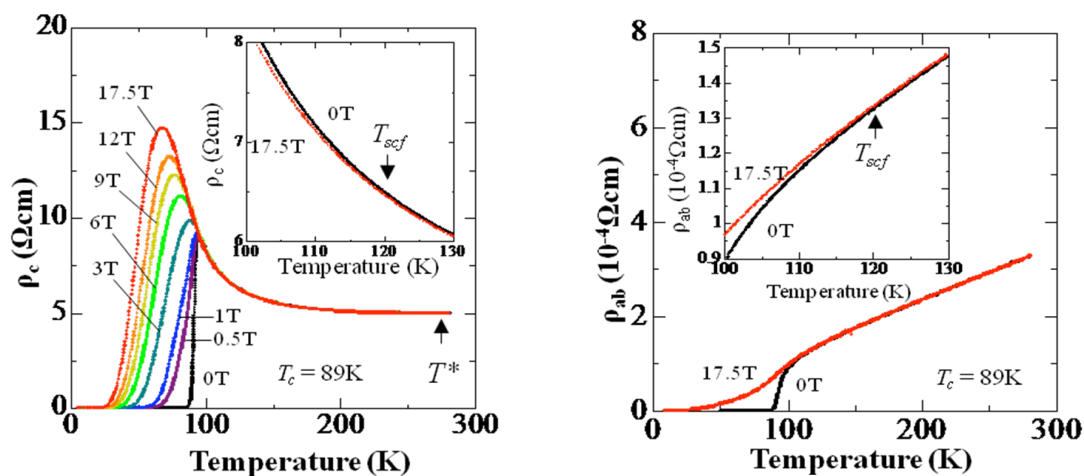 20
15
10
5
0
0
100
200
300
Temperature (K)
ρc (Ωcm)
17.5T
12T
9T
6T
3T
1T
0.5T
0T
Tc = 89K
T*
8
7
6
100
110
120
130
Temperature (K)
ρc (Ωcm)
0T
17.5T
Tscf
8
6
4
2
0
0
100
200
300
Temperature (K)
ρab (10-4Ωcm)
17.5T
0T
Tc = 89K
1.5
1.4
1.3
1.2
1.1
1
0.9
100
110
120
130
Temperature (K)
ρab (10-4Ωcm)
17.5T
0T
Tscf